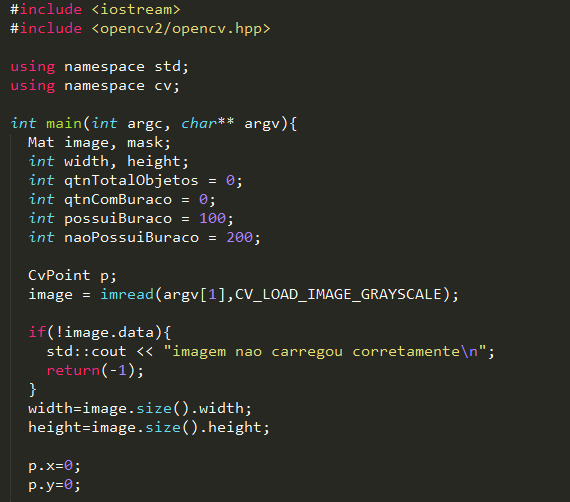 #include <iostream>
#include <opencv2/opencv.hpp>
using namespace std;
using namespace cv;
int main(int argc, char** argv){
Mat image, mask;
int width, height;
int qtnTotalObjetos = 0;
int qtnComBuraco = 0;
int possuiBuraco = 100;
int naoPossuiBuraco = 200;
CvPoint p;
image = imread(argv[1],CV_LOAD_IMAGE_GRAYSCALE);
if(!image.data){
std::cout << "imagem nao carregou corretamente\n";
return(-1);
}
width=image.size().width;
height=image.size().height;
p.x=0;
p.y=0;